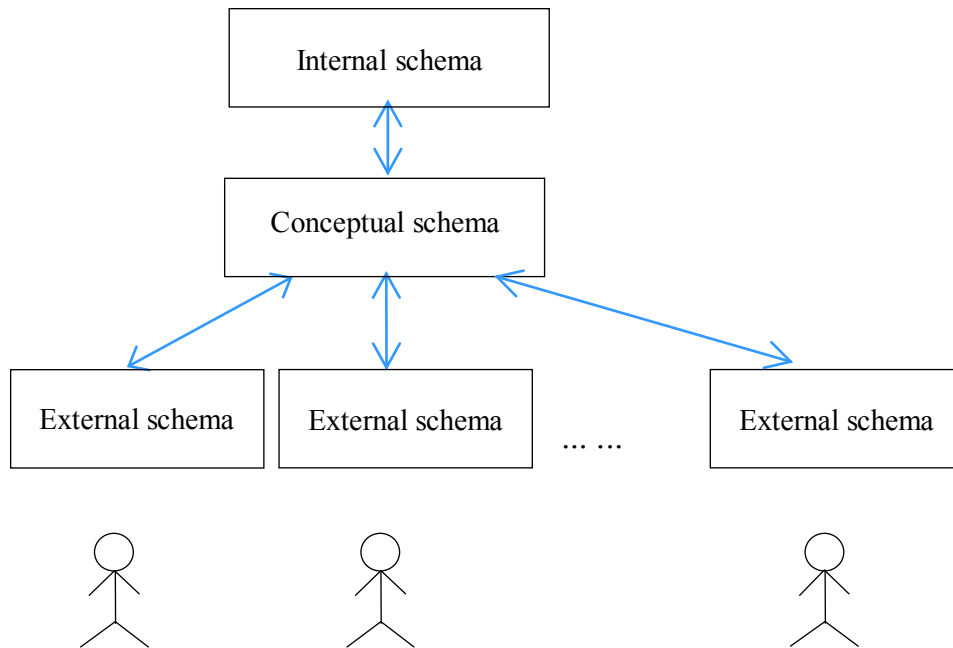 Internal schema
Conceptual schema
External schema
External schema
... ...
External schema